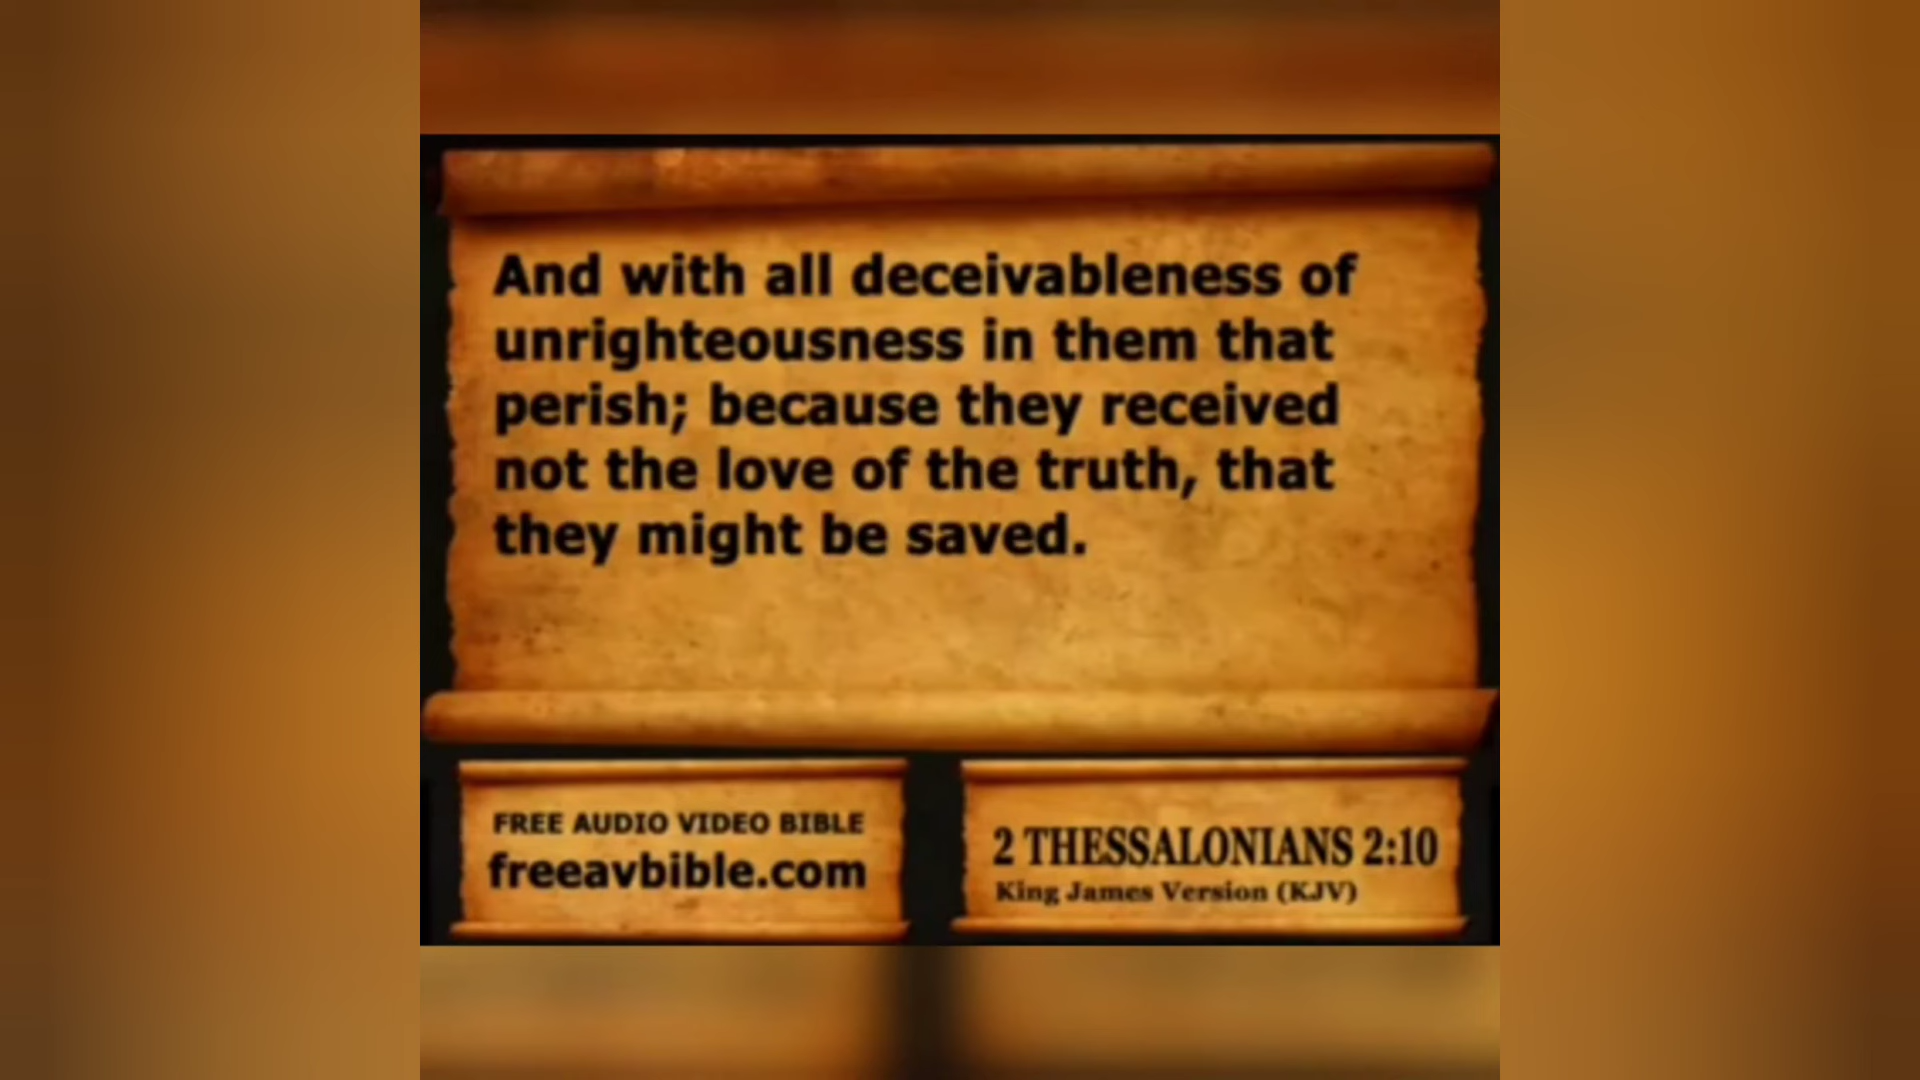 And with all deceivableness of
unrighteousness in them that
perish; because they received
not the love of the truth, that
they might be saved.
FREE AUDIO VIDEO BIBLE
freeavbible.com
2 THESSALONIANS 2:10
King James Version (KJV)